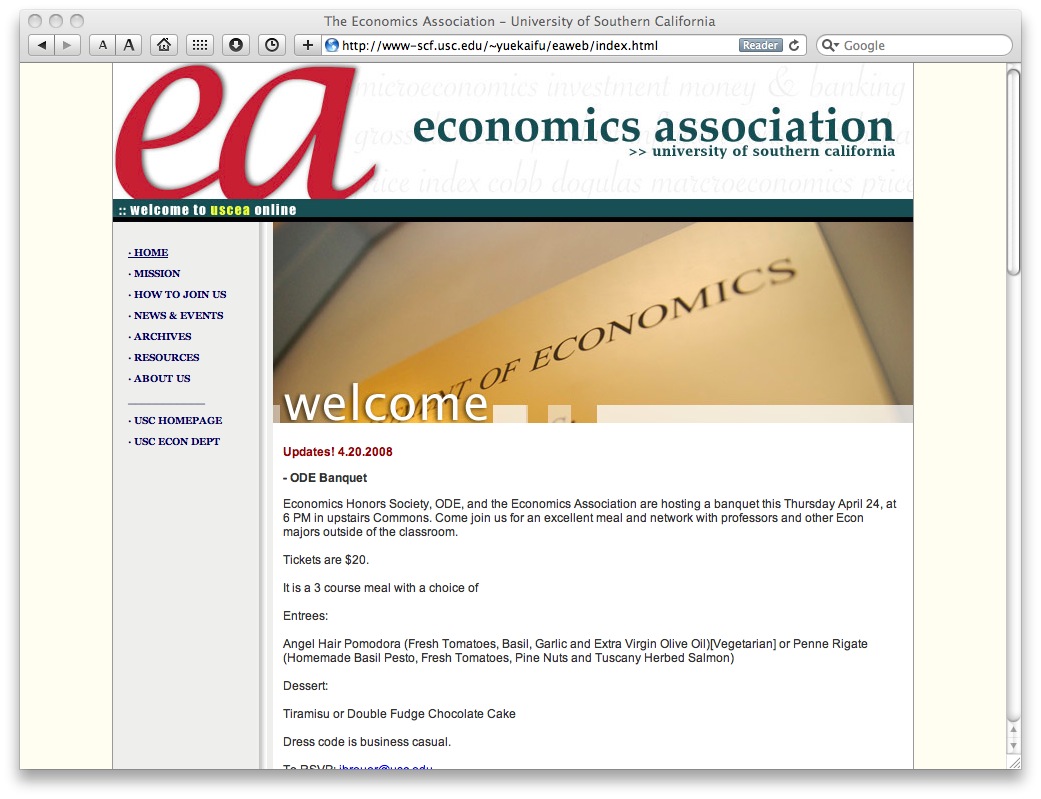 The Economics Association – University of Southern California
A A
http://www-scf.usc.edu/~yuekaifu/eaweb/index.html
Reader
Google
ea
microeconomics investment money & banking
economics association
>> university of southern california
price index cobb dogulas marcroeconomics price
:: welcome to uscea online
· HOME
· MISSION
· HOW TO JOIN US
· NEWS & EVENTS
· ARCHIVES
· RESOURCES
· ABOUT US
· USC HOMEPAGE
· USC ECON DEPT
OF ECONOMICS
welcome
Updates! 4.20.2008
- ODE Banquet
Economics Honors Society, ODE, and the Economics Association are hosting a banquet this Thursday April 24, at
6 PM in upstairs Commons. Come join us for an excellent meal and network with professors and other Econ
majors outside of the classroom.
Tickets are $20.
It is a 3 course meal with a choice of
Entrees:
Angel Hair Pomodora (Fresh Tomatoes, Basil, Garlic and Extra Virgin Olive Oil)[Vegetarian] or Penne Rigate
(Homemade Basil Pesto, Fresh Tomatoes, Pine Nuts and Tuscany Herbed Salmon)
Dessert:
Tiramisu or Double Fudge Chocolate Cake
Dress code is business casual.
To RSVP: